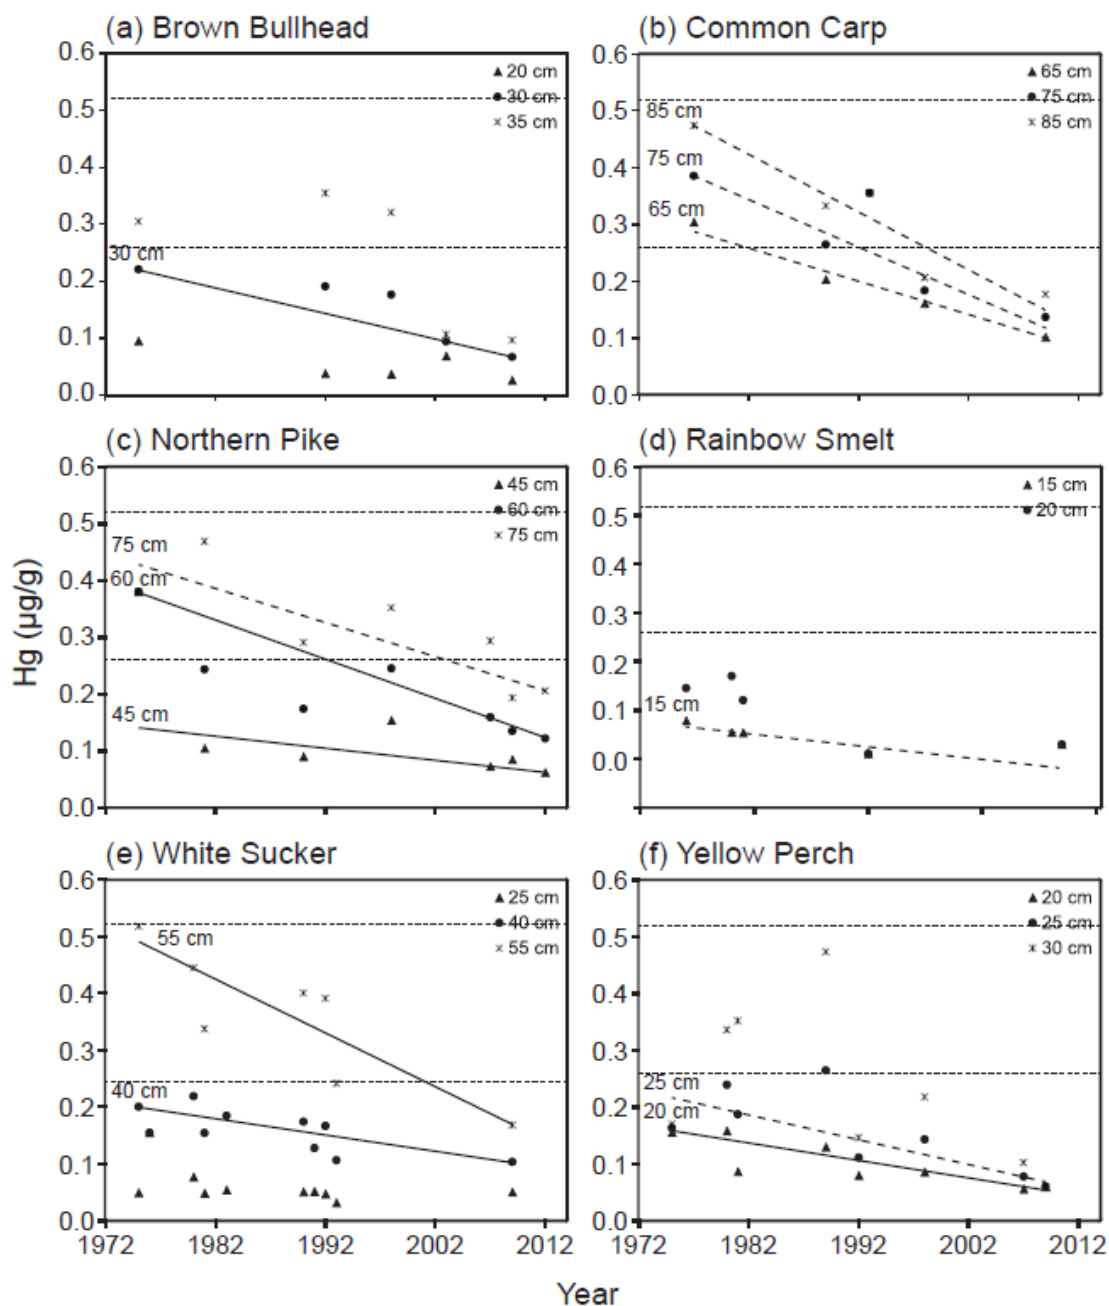 (a) Brown Bullhead
0.6
0.5
0.4
0.3
0.2
0.1
0.0
20 cm
30 cm
35 cm
30 cm
(b) Common Carp
0.6
0.5
0.4
0.3
0.2
0.1
0.0
65 cm
75 cm
85 cm
85 cm
75 cm
65 cm
(c) Northern Pike
0.6
0.5
0.4
0.3
0.2
0.1
0.0
45 cm
60 cm
75 cm
75 cm
60 cm
45 cm
(d) Rainbow Smelt
0.6
0.5
0.4
0.3
0.2
0.1
0.0
15 cm
20 cm
15 cm
Hg (µg/g)
(e) White Sucker
0.6
0.5
0.4
0.3
0.2
0.1
0.0
25 cm
40 cm
55 cm
55 cm
40 cm
1972 1982 1992 2002 2012
(f) Yellow Perch
0.6
0.5
0.4
0.3
0.2
0.1
0.0
20 cm
25 cm
30 cm
25 cm
20 cm
1972 1982 1992 2002 2012
Year